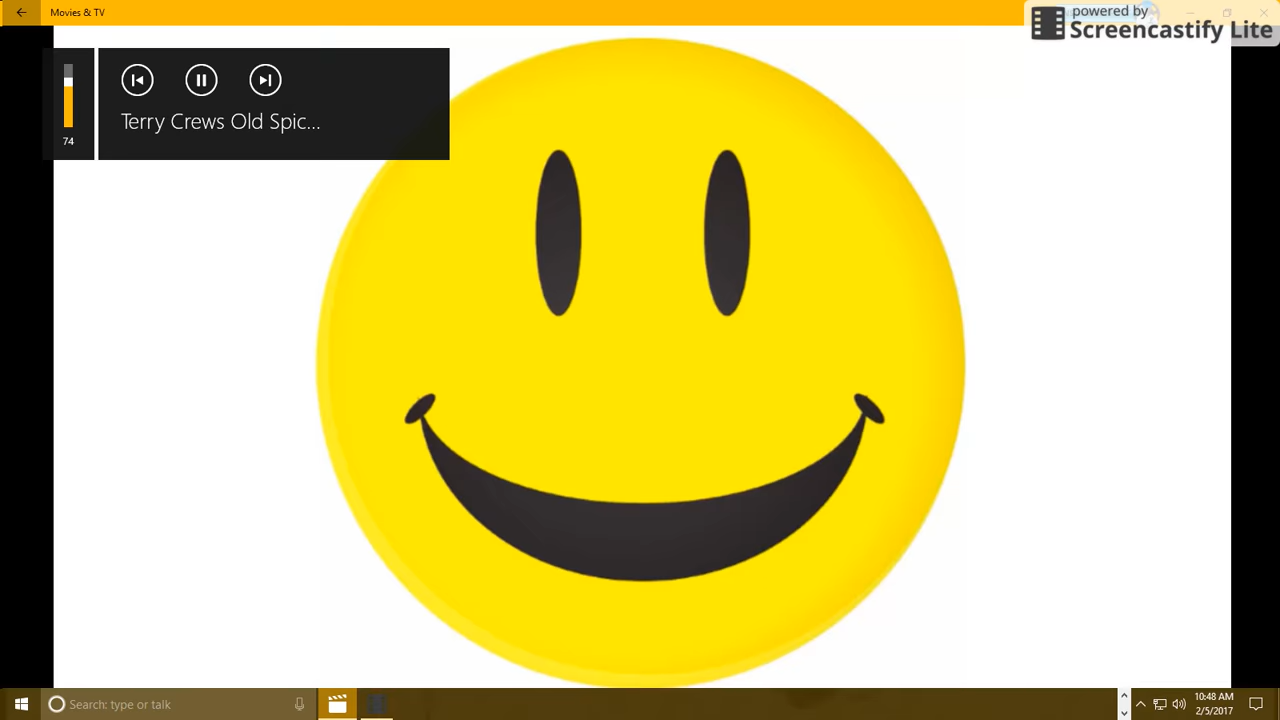 Movies & TV
powered by
Screencastify Lite
Terry Crews Old Spic...
74
Search: type or talk
10:48 AM
2/5/2017